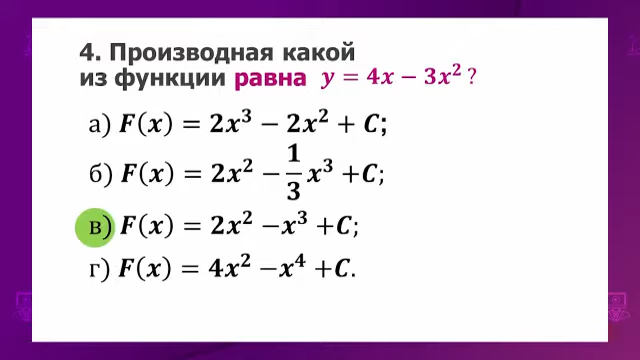 4. Производная какой
из функции равна y = 4x − 3x² ?
а) F(x) = 2x³ − 2x² + C;
б) F(x) = 2x² − 1/3 x³ +C;
в) F(x) = 2x² −x³ +C;
г) F(x) = 4x² −x⁴ +C.